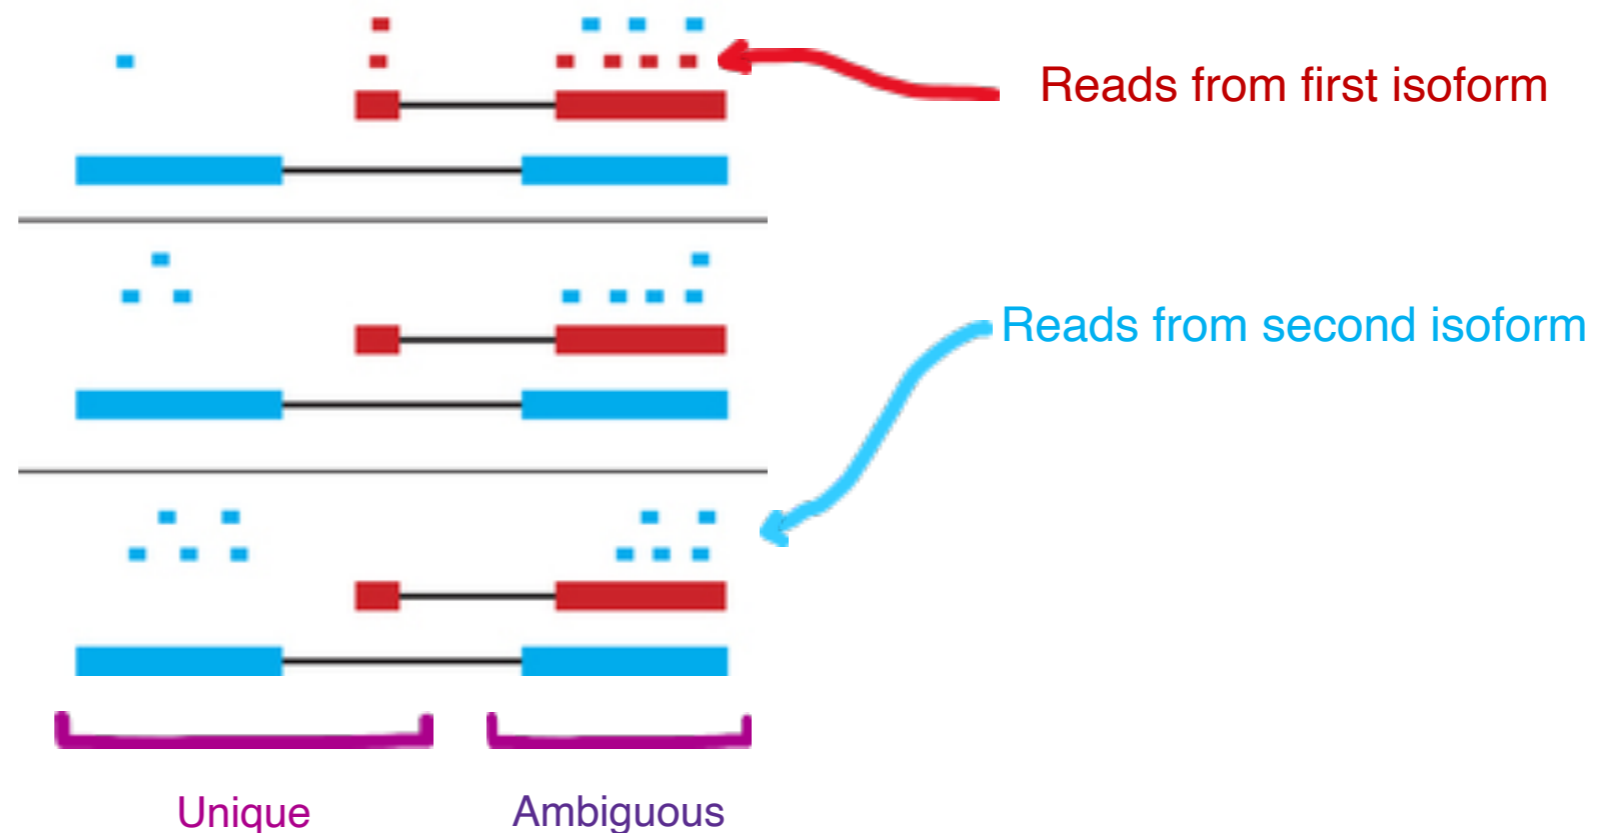 Reads from first isoform
Reads from second isoform
Unique
Ambiguous